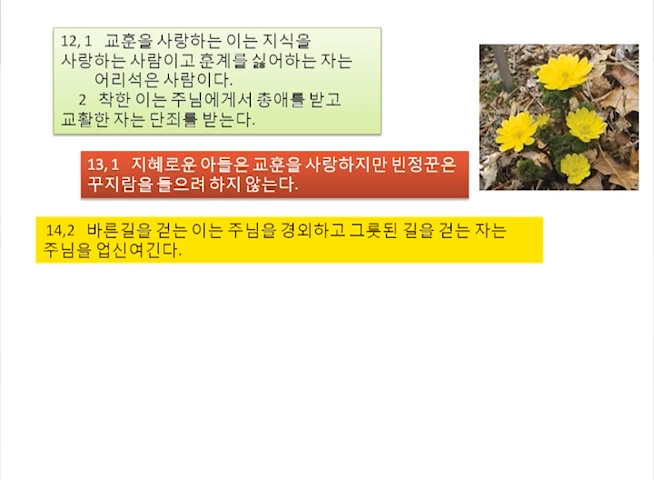 12, 1 교훈을 사랑하는 이는 지식을
사랑하는 사람이고 훈계를 싫어하는 자는
어리석은 사람이다.
2 착한 이는 주님에게서 총애를 받고
교활한 자는 단죄를 받는다.
13, 1 지혜로운 아들은 교훈을 사랑하지만 빈정꾼은
꾸지람을 들으려 하지 않는다.
14,2 바른길을 걷는 이는 주님을 경외하고 그릇된 길을 걷는 자는
주님을 업신여긴다.